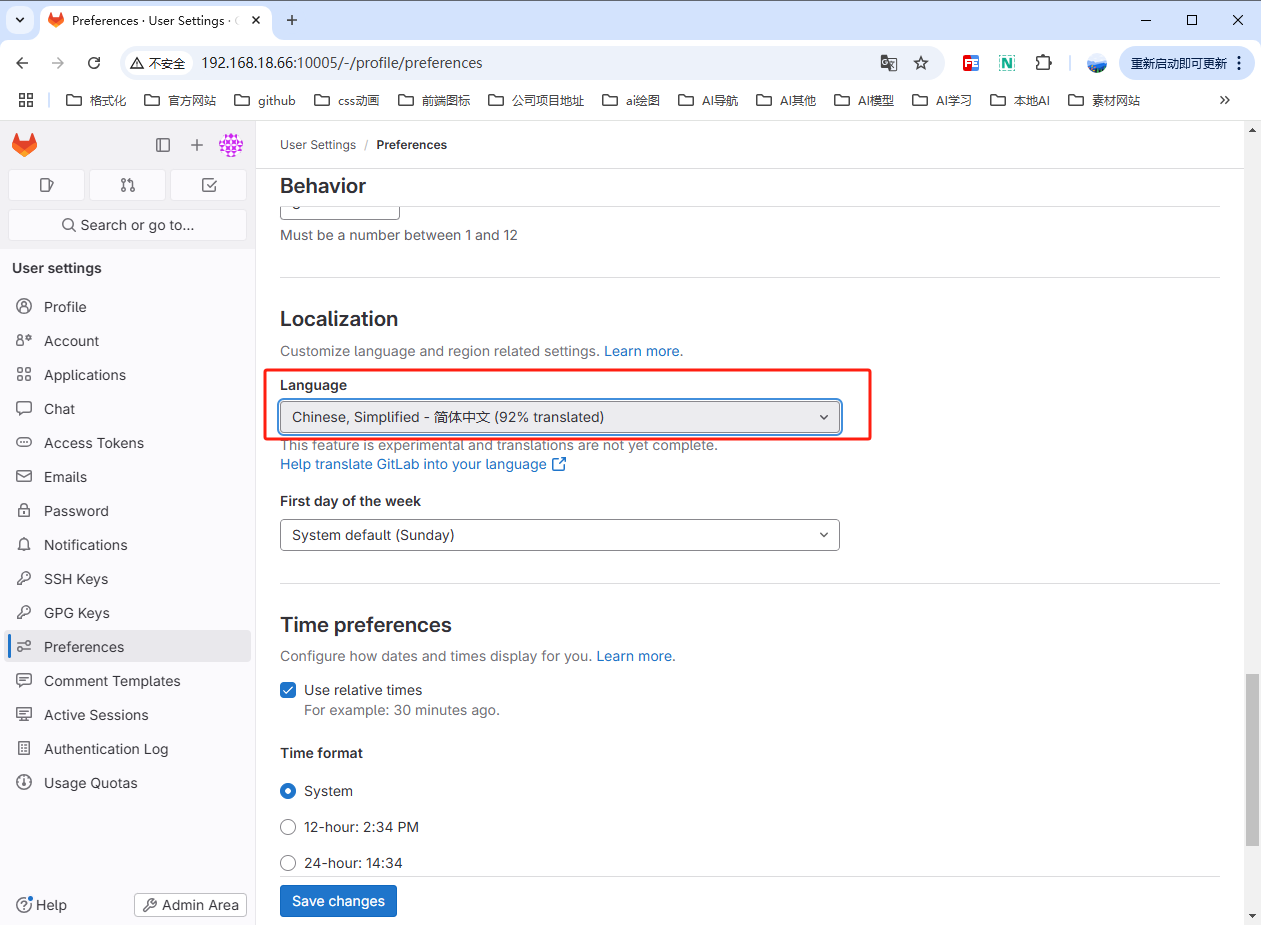 Preferences · User Settings ·
不安全
192.168.18.66:10005/-/profile/preferences
重新启动即可更新
格式化
官方网站
github
css动画
前端图标
公司项目地址
ai绘图
AI导航
AI其他
AI模型
AI学习
本地AI
素材网站
Search or go to...
User settings
Profile
Account
Applications
Chat
Access Tokens
Emails
Password
Notifications
SSH Keys
GPG Keys
Preferences
Comment Templates
Active Sessions
Authentication Log
Usage Quotas
Help
Admin Area
User Settings / Preferences
Behavior
Must be a number between 1 and 12
Localization
Customize language and region related settings. Learn more.
Language
Chinese, Simplified - 简体中文 (92% translated)
This feature is experimental and translations are not yet complete.
Help translate GitLab into your language
First day of the week
System default (Sunday)
Time preferences
Configure how dates and times display for you. Learn more.
Use relative times
For example: 30 minutes ago.
Time format
System
12-hour: 2:34 PM
24-hour: 14:34
Save changes